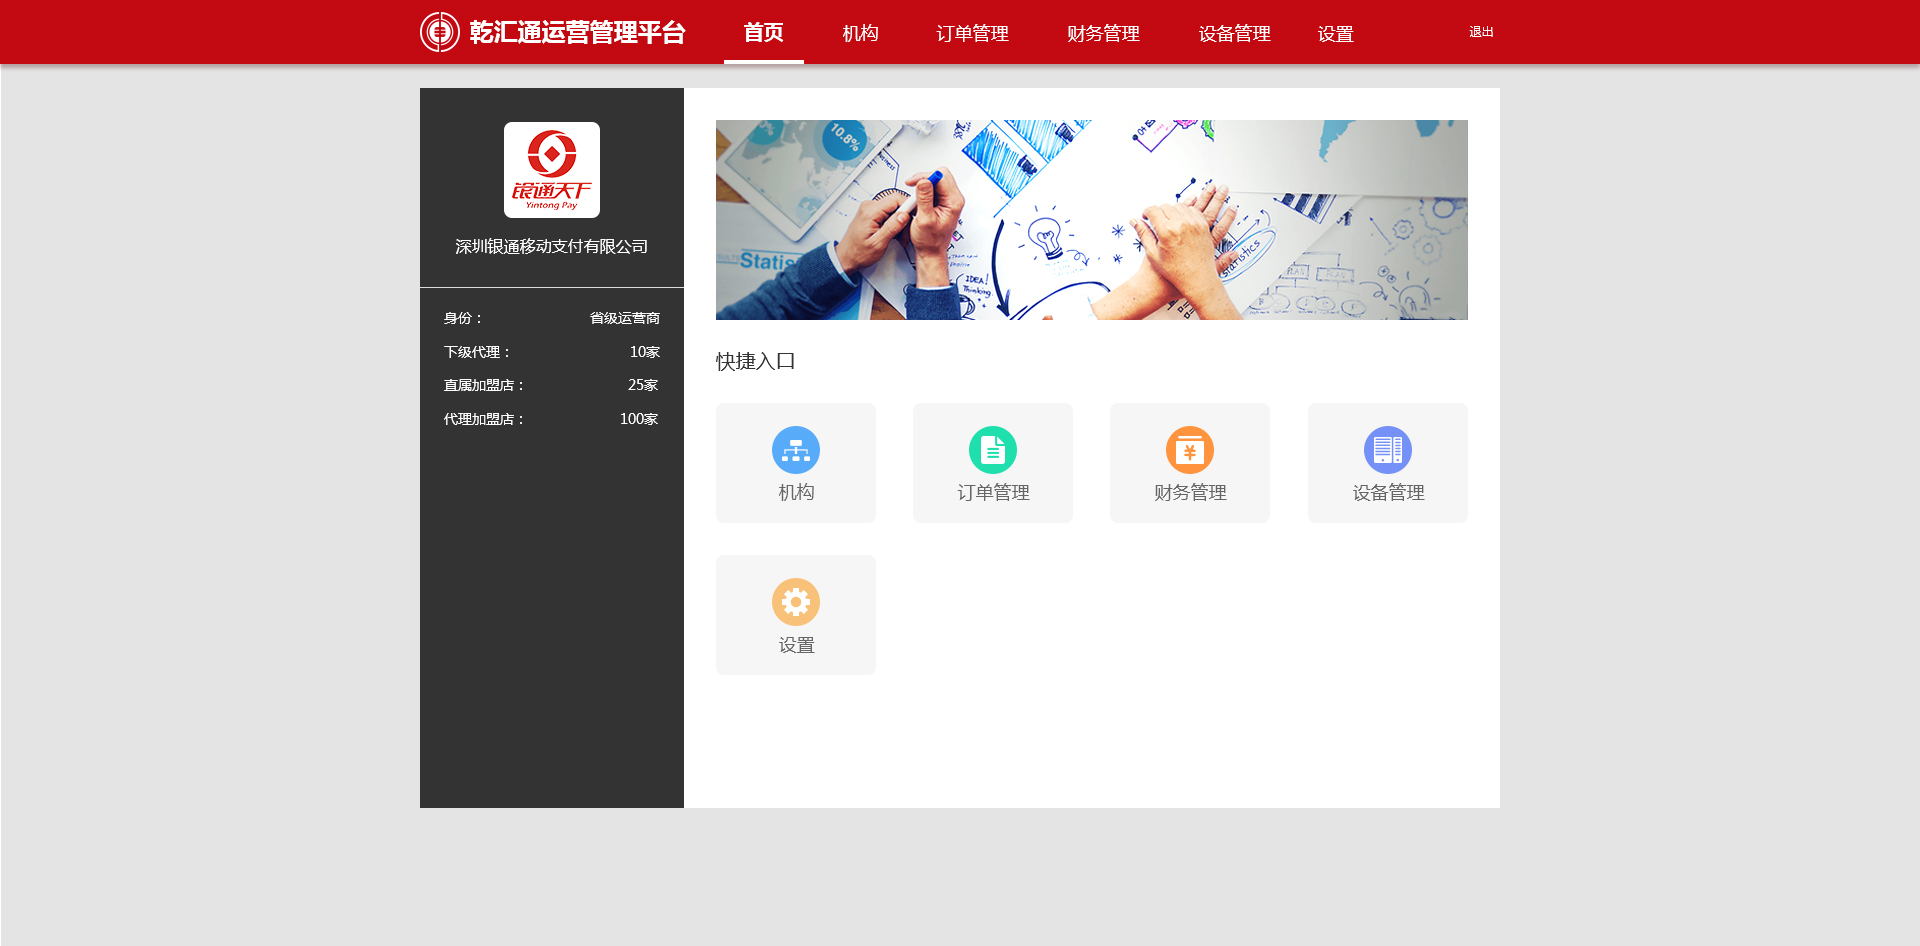 乾汇通运营管理平台
首页
机构
订单管理
财务管理
设备管理
设置
退出
银通天下
Yintong Pay
深圳银通移动支付有限公司
身份：
省级运营商
下级代理：
10家
直属加盟店：
25家
代理加盟店：
100家
10.8%
Statis
IDEA!
Thinking
statistics
PLAN
PLAN
快捷入口
机构
订单管理
财务管理
设备管理
设置